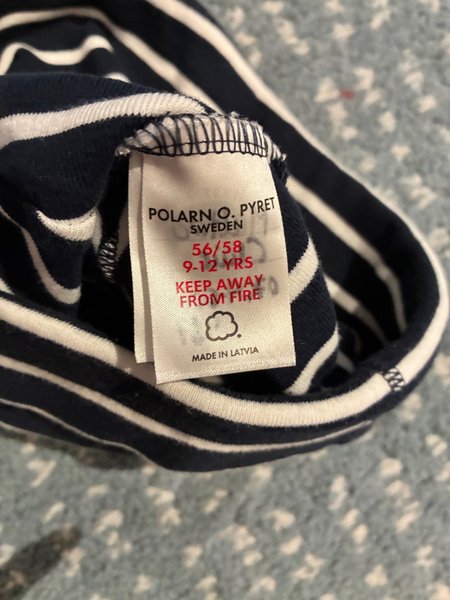 POLARN O. PYRET
SWEDEN
56/58
9-12 YRS
KEEP AWAY
FROM FIRE
MADE IN LATVIA